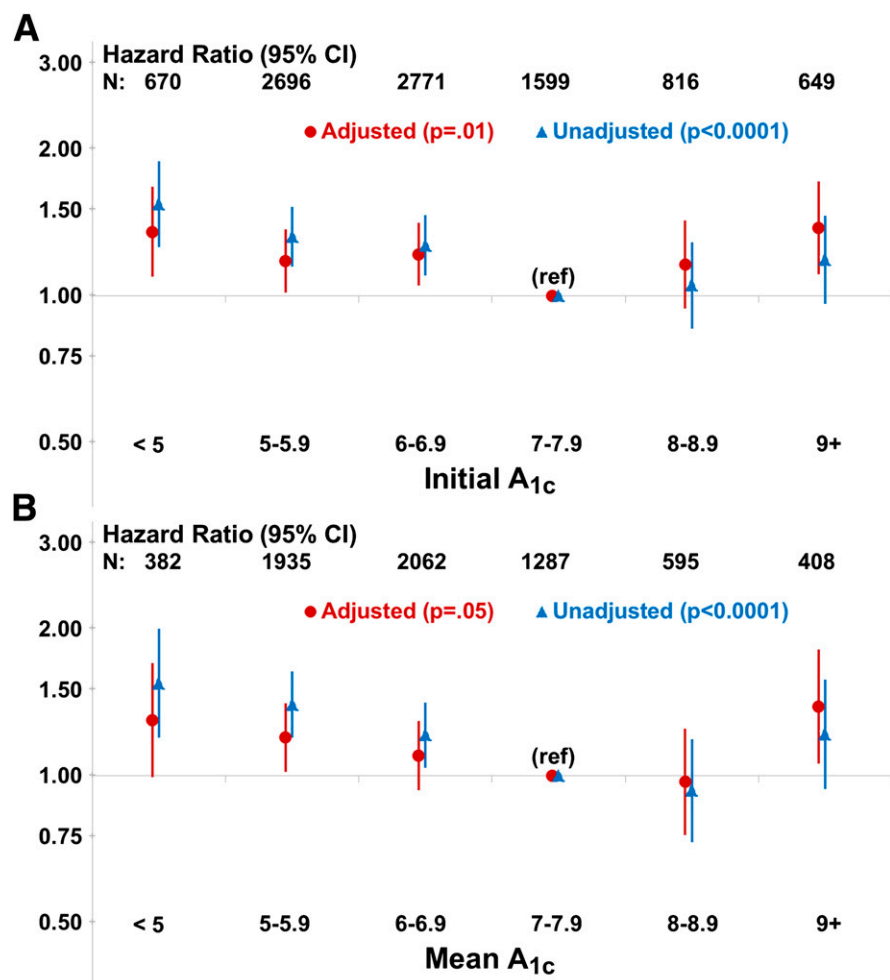 A
Hazard Ratio (95% CI)
N: 670 2696 2771 1599 816 649
3.00
Adjusted (p=.01) Unadjusted (p<0.0001)
2.00
1.50
(ref)
1.00
0.75
0.50
< 5 5-5.9 6-6.9 7-7.9 8-8.9 9+
Initial A1c
B
Hazard Ratio (95% CI)
N: 382 1935 2062 1287 595 408
3.00
Adjusted (p=.05) Unadjusted (p<0.0001)
2.00
1.50
(ref)
1.00
0.75
0.50
< 5 5-5.9 6-6.9 7-7.9 8-8.9 9+
Mean A1c